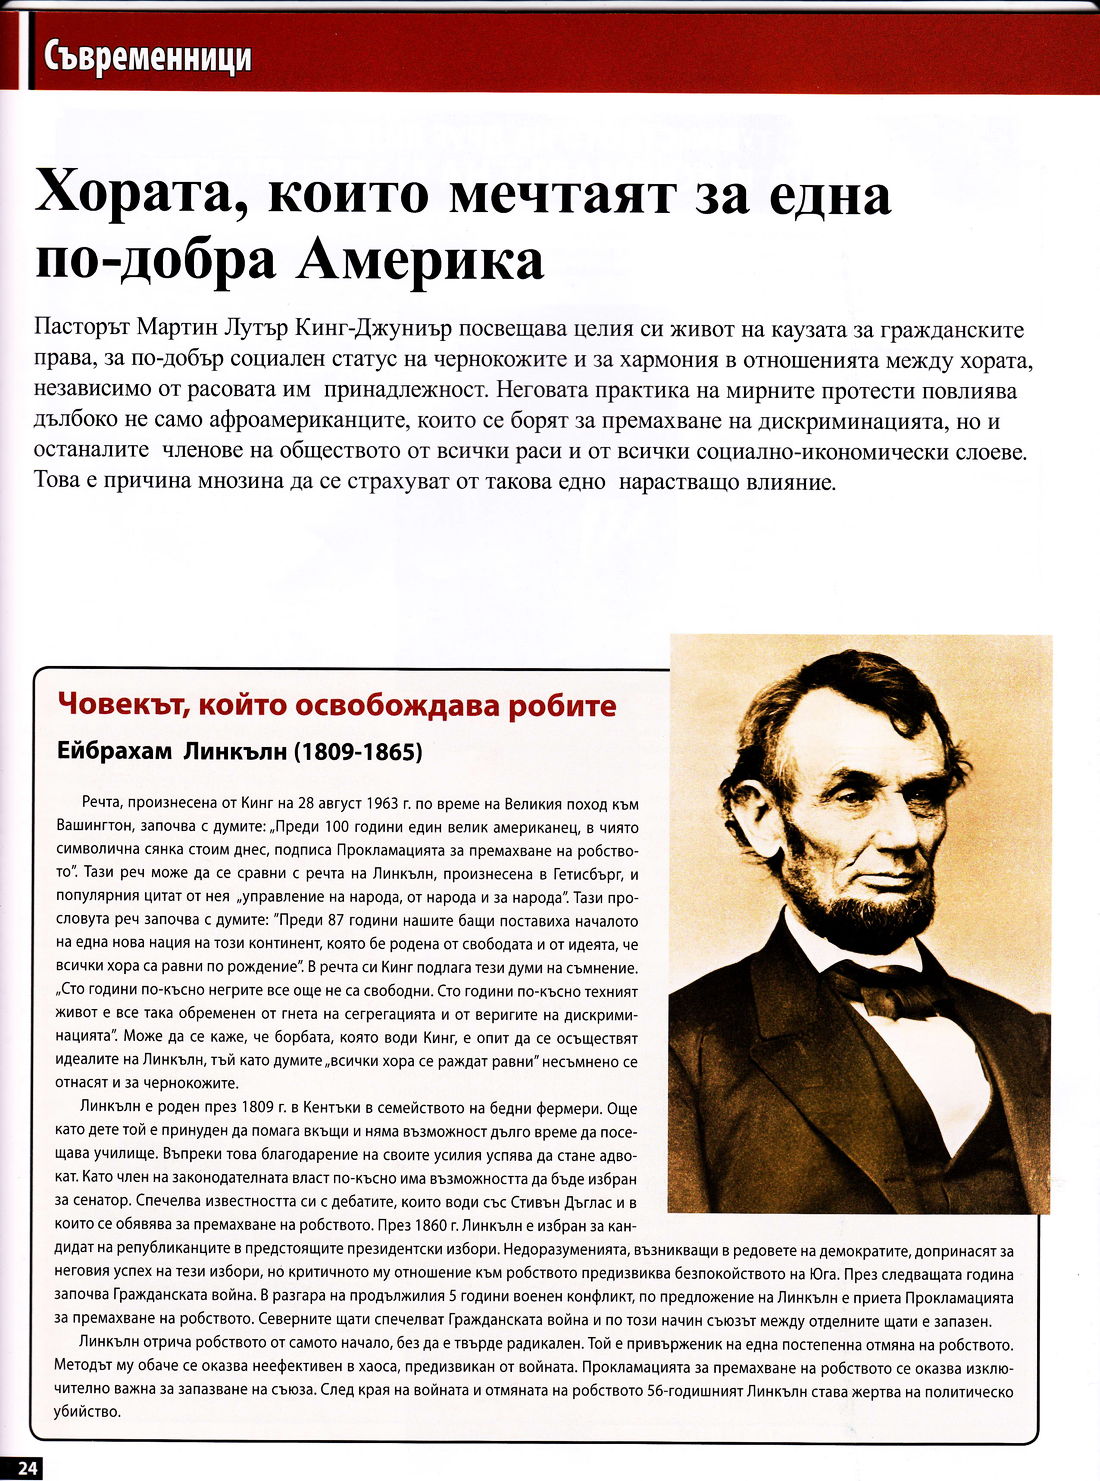 Съвременници
Хората, които мечтаят за една
по-добра Америка
Пасторът Мартин Лутър Кинг-Джуниър посвещава целия си живот на каузата за гражданските
права, за по-добър социален статус на чернокожите и за хармония в отношенията между хората,
независимо от расовата им принадлежност. Неговата практика на мирните протести повлиява
дълбоко не само афроамериканците, които се борят за премахване на дискриминацията, но и
останалите членове на обществото от всички раси и от всички социално-икономически слоеве.
Това е причина мнозина да се страхуват от такова едно нарастващо влияние.
Човекът, който освобождава робите
Ейбрахам Линкълн (1809-1865)
Речта, произнесена от Кинг на 28 август 1963 г. по време на Великия поход към
Вашингтон, започва с думите: „Преди 100 години един велик американец, в чиято
символична сянка стоим днес, подписа Прокламацията за премахване на робство-
то”. Тази реч може да се сравни с речта на Линкълн, произнесена в Гетисбърг, и
популярния цитат от нея „управление на народа, от народа и за народа”. Тази про-
словута реч започва с думите: ”Преди 87 години нашите бащи поставиха началото
на една нова нация на този континент, която бе родена от свободата и от идеята, че
всички хора са равни по рождение”. В речта си Кинг подлага тези думи на съмнение.
„Сто години по-късно негрите все още не са свободни. Сто години по-късно техният
живот е все така обременен от гнета на сегрегацията и от веригите на дискрими-
нацията”. Може да се каже, че борбата, която води Кинг, е опит да се осъществят
идеалите на Линкълн, тъй като думите „всички хора се раждат равни” несъмнено се
отнасят и за чернокожите.
Линкълн е роден през 1809 г. в Кентъки в семейството на бедни фермери. Още
като дете той е принуден да помага вкъщи и няма възможност дълго време да посе-
щава училище. Въпреки това благодарение на своите усилия успява да стане адво-
кат. Като член на законодателната власт по-късно има възможността да бъде избран
за сенатор. Спечелва известността си с дебатите, които води със Стивън Дъглас и в
които се обявява за премахване на робството. През 1860 г. Линкълн е избран за кан-
дидат на републиканците в предстоящите президентски избори. Недоразуменията, възникващи в редовете на демократите, допринасят за
неговия успех на тези избори, но критичното му отношение към робството предизвиква безпокойството на Юга. През следващата година
започва Гражданската война. В разгара на продължилия 5 години военен конфликт, по предложение на Линкълн е приета Прокламацията
за премахване на робството. Северните щати спечелват Гражданската война и по този начин съюзът между отделните щати е запазен.
Линкълн отрича робството от самото начало, без да е твърде радикален. Той е привърженик на една постепенна отмяна на робството.
Методът му обаче се оказва неефективен в хаоса, предизвикан от войната. Прокламацията за премахване на робството се оказва изклю-
чително важна за запазване на съюза. След края на войната и отмяната на робството 56-годишният Линкълн става жертва на политическо
убийство.
24